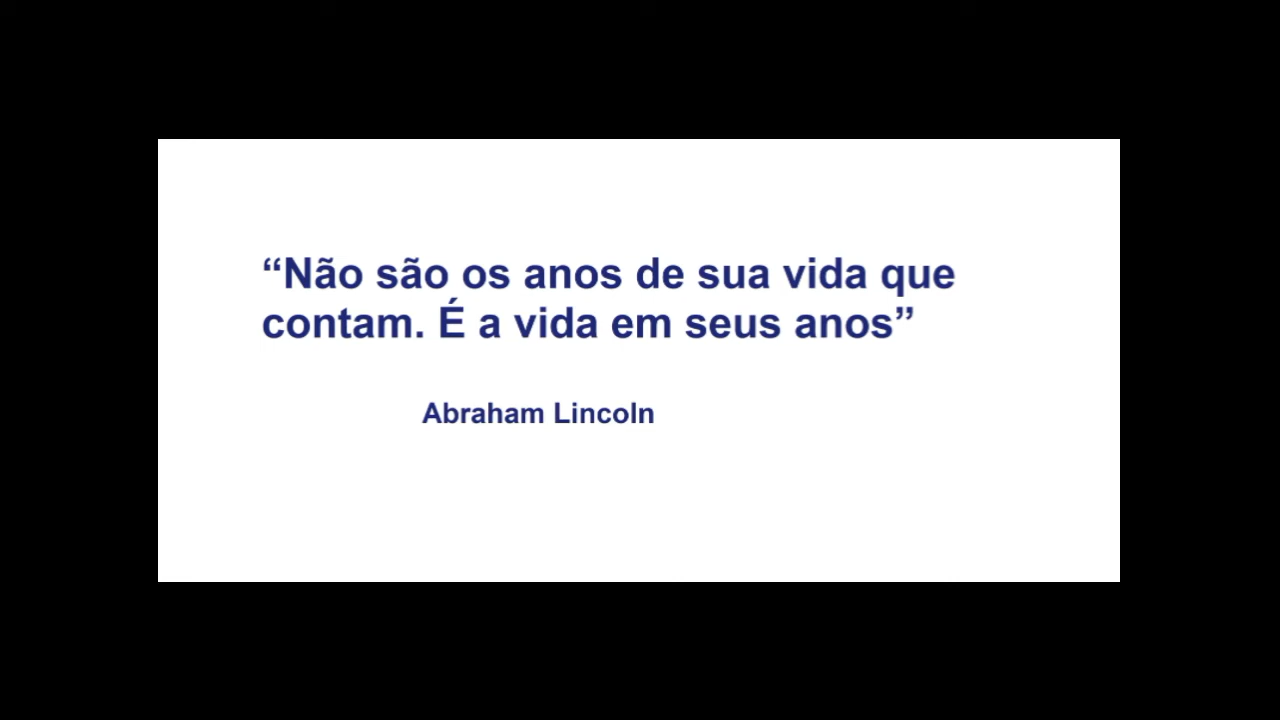 “Não são os anos de sua vida que
contam. É a vida em seus anos”
Abraham Lincoln